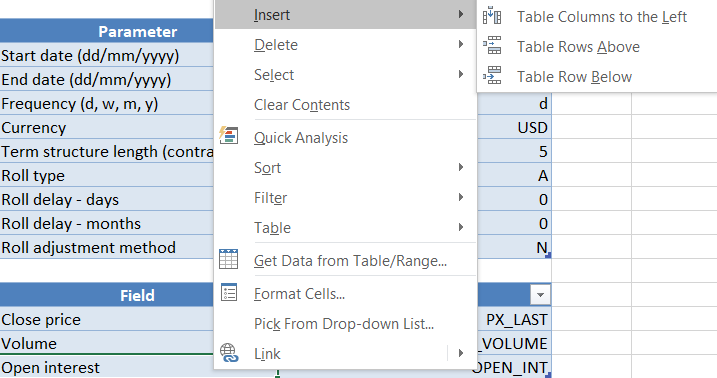 Parameter
Insert
Table Columns to the Left
Start date (dd/mm/yyyy)
Delete
Table Rows Above
End date (dd/mm/yyyy)
Select
Table Row Below
Frequency (d, w, m, y)
Clear Contents
d
Currency
Quick Analysis
USD
Term structure length (contra
5
Roll type
Sort
A
Roll delay - days
Filter
0
Roll delay - months
Table
0
Roll adjustment method
Get Data from Table/Range...
N
Field
Format Cells...
Close price
Pick From Drop-down List...
PX_LAST
Volume
Link
_VOLUME
Open interest
OPEN_INT